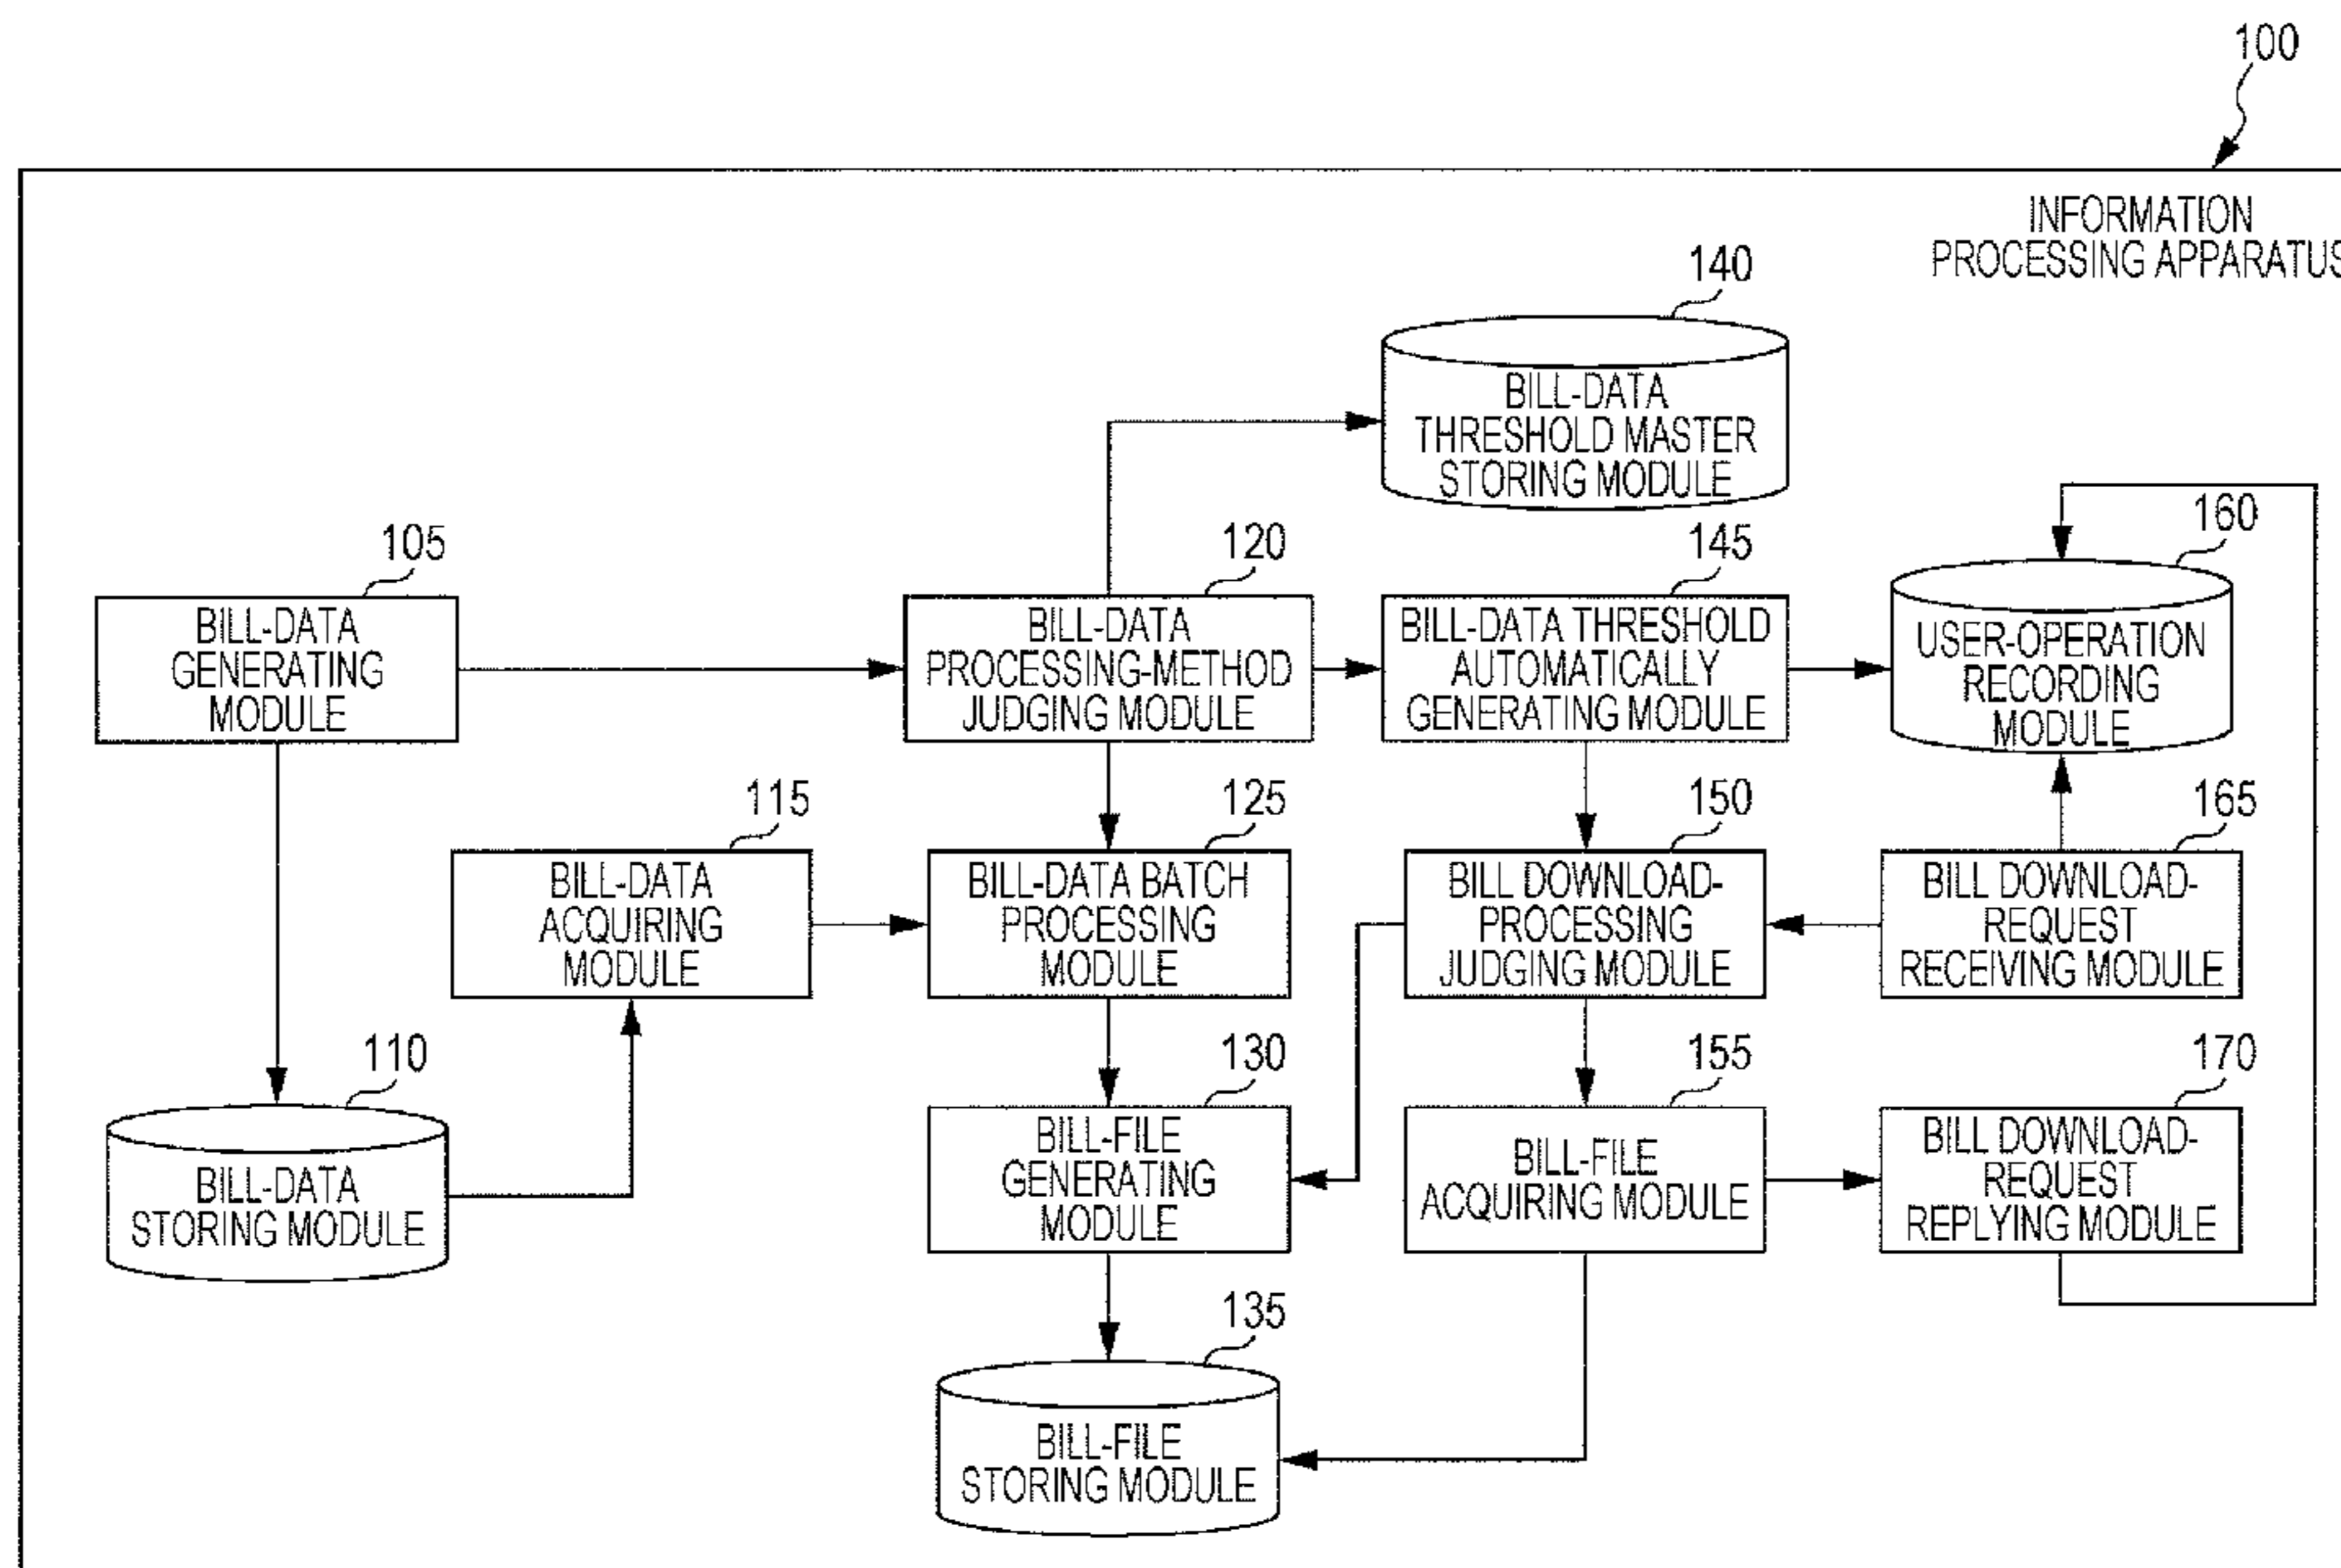 100
INFORMATION
PROCESSING APPARATUS
140
BILL-DATA
THRESHOLD MASTER
STORING MODULE
105
BILL-DATA
GENERATING
MODULE
120
BILL-DATA
PROCESSING-METHOD
JUDGING MODULE
145
BILL-DATA THRESHOLD
AUTOMATICALLY
GENERATING MODULE
160
USER-OPERATION
RECORDING
MODULE
115
BILL-DATA
ACQUIRING
MODULE
125
BILL-DATA BATCH
PROCESSING
MODULE
150
BILL DOWNLOAD-
PROCESSING
JUDGING MODULE
165
BILL DOWNLOAD-
REQUEST
RECEIVING MODULE
110
BILL-DATA
STORING MODULE
130
BILL-FILE
GENERATING
MODULE
155
BILL-FILE
ACQUIRING MODULE
170
BILL DOWNLOAD-
REQUEST
REPLYING MODULE
135
BILL-FILE
STORING MODULE